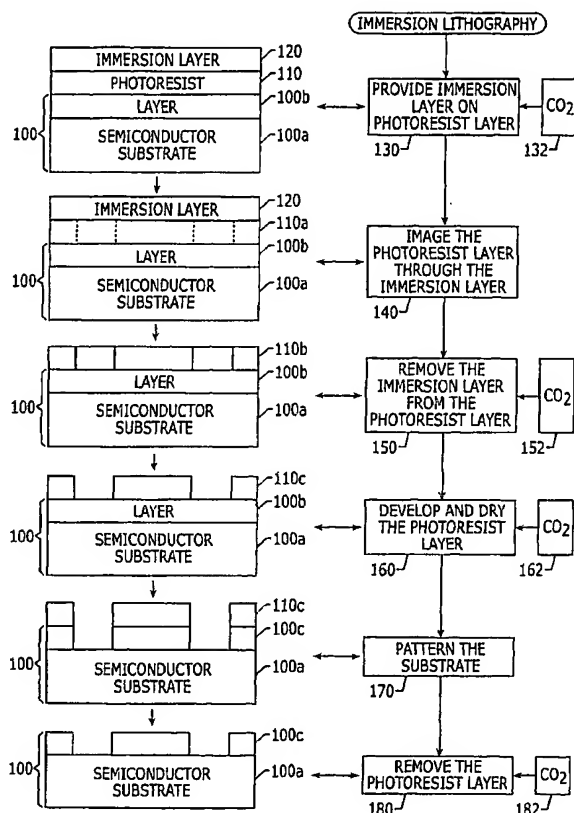 IMMERSION LITHOGRAPHY
120
IMMERSION LAYER
110
PHOTORESIST
100b
LAYER
100
100a
SEMICONDUCTOR
SUBSTRATE
PROVIDE IMMERSION
LAYER ON
PHOTORESIST LAYER
130
CO2
132
120
IMMERSION LAYER
110a
100b
LAYER
100
100a
SEMICONDUCTOR
SUBSTRATE
IMAGE THE
PHOTORESIST LAYER
THROUGH THE
IMMERSION LAYER
140
110b
100b
LAYER
100
100a
SEMICONDUCTOR
SUBSTRATE
REMOVE THE
IMMERSION LAYER
FROM THE
PHOTORESIST LAYER
150
CO2
152
110c
100b
LAYER
100
100a
SEMICONDUCTOR
SUBSTRATE
DEVELOP AND DRY
THE PHOTORESIST
LAYER
160
CO2
162
110c
100c
100
100a
SEMICONDUCTOR
SUBSTRATE
PATTERN THE
SUBSTRATE
170
100c
100
100a
SEMICONDUCTOR
SUBSTRATE
REMOVE THE
PHOTORESIST LAYER
180
CO2
182